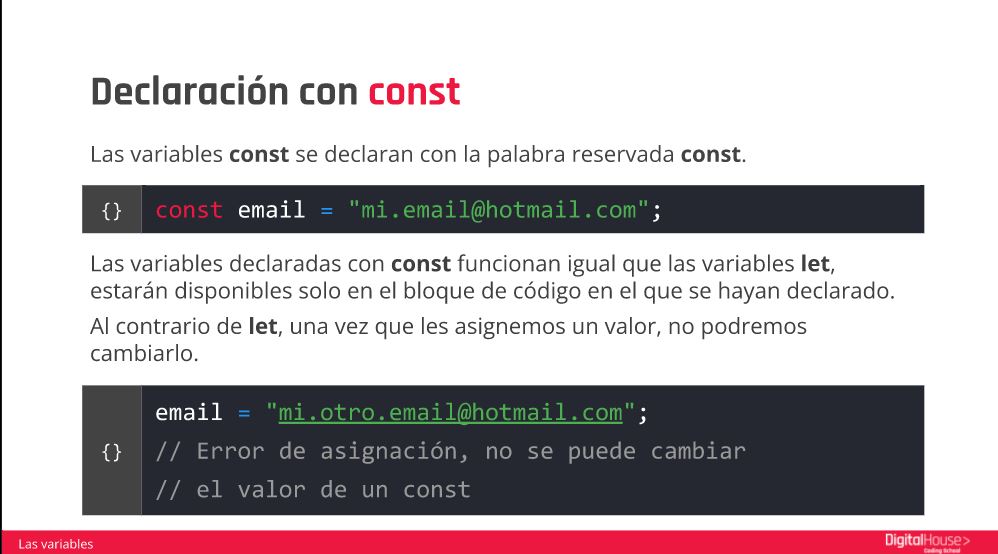 Declaración con const
Las variables const se declaran con la palabra reservada const.
{} const email = "mi.email@hotmail.com";
Las variables declaradas con const funcionan igual que las variables let,
estarán disponibles solo en el bloque de código en el que se hayan declarado.
Al contrario de let, una vez que les asignemos un valor, no podremos
cambiarlo.
email = "mi.otro.email@hotmail.com";
{} // Error de asignación, no se puede cambiar
// el valor de un const
Las variables
DigitalHouse>
Coding School